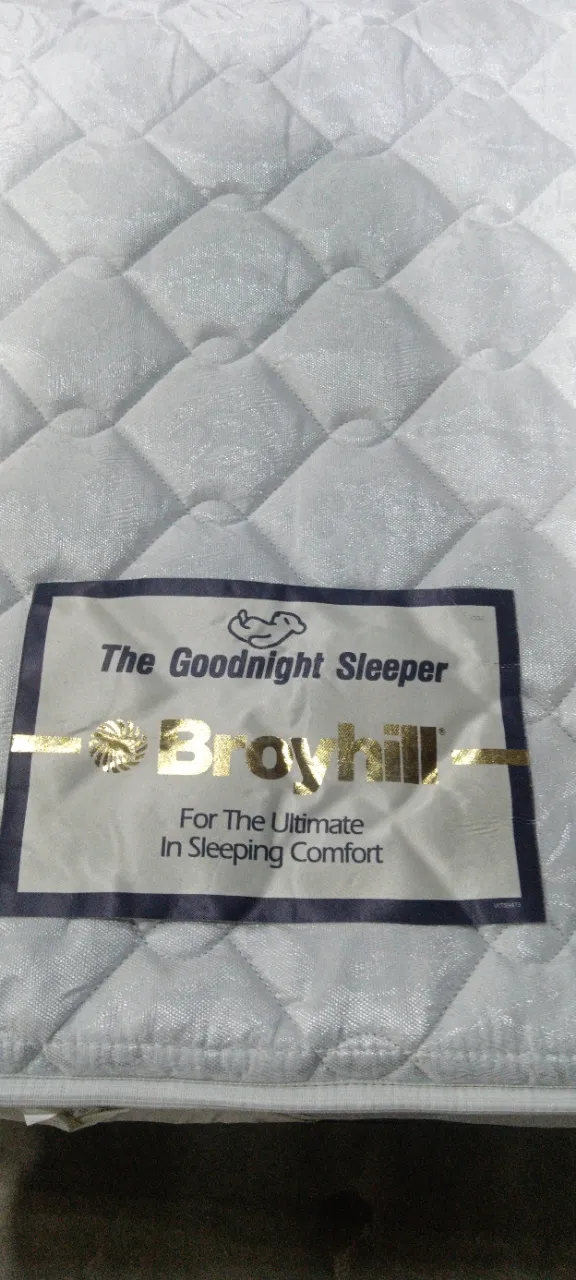 The Goodnight Sleeper
Broyhill®
For The Ultimate
In Sleeping Comfort